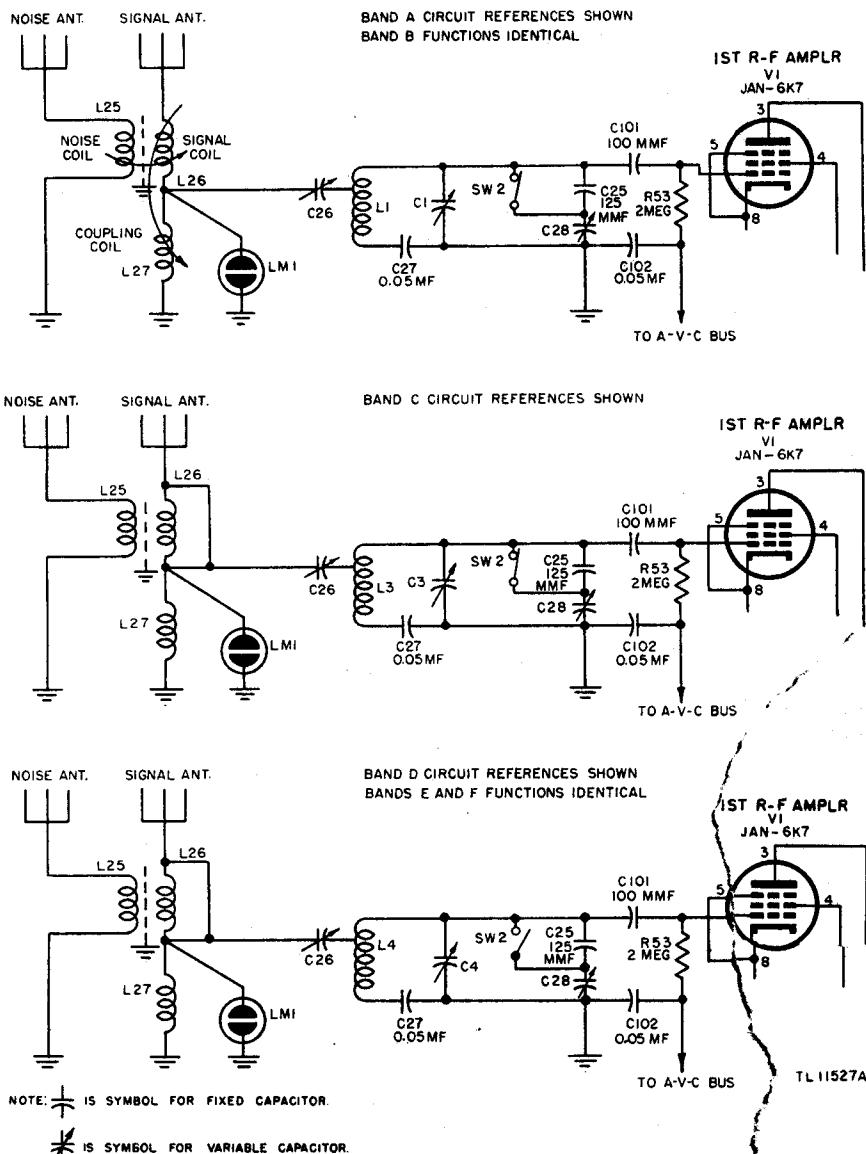 NOISE ANT.
SIGNAL ANT.
BAND A CIRCUIT REFERENCES SHOWN
BAND B FUNCTIONS IDENTICAL
1ST R-F AMPLR
V1
JAN-6K7
L25
NOISE
COIL
SIGNAL
COIL
L26
COUPLING
COIL
L27
LM1
C26
L1
C1
C27
0.05MF
SW2
C25
125
MMF
C28
C101
100 MMF
R53
2MEG
C102
0.05MF
TO A-V-C BUS
3
5
4
8
NOISE ANT.
SIGNAL ANT.
BAND C CIRCUIT REFERENCES SHOWN
1ST R-F AMPLR
V1
JAN-6K7
L25
L26
L27
LM1
C26
L3
C3
C27
0.05MF
SW2
C25
125
MMF
C28
C101
100 MMF
R53
2MEG
C102
0.05MF
TO A-V-C BUS
3
5
4
8
NOISE ANT.
SIGNAL ANT.
BAND D CIRCUIT REFERENCES SHOWN
BANDS E AND F FUNCTIONS IDENTICAL
1ST R-F AMPLR
V1
JAN-6K7
L25
L26
L27
LM1
C26
L4
C4
C27
0.05MF
SW2
C25
125
MMF
C28
C101
100 MMF
R53
2 MEG
C102
0.05 MF
TO A-V-C BUS
3
5
4
8
TL11527A
NOTE: IS SYMBOL FOR FIXED CAPACITOR.
IS SYMBOL FOR VARIABLE CAPACITOR.